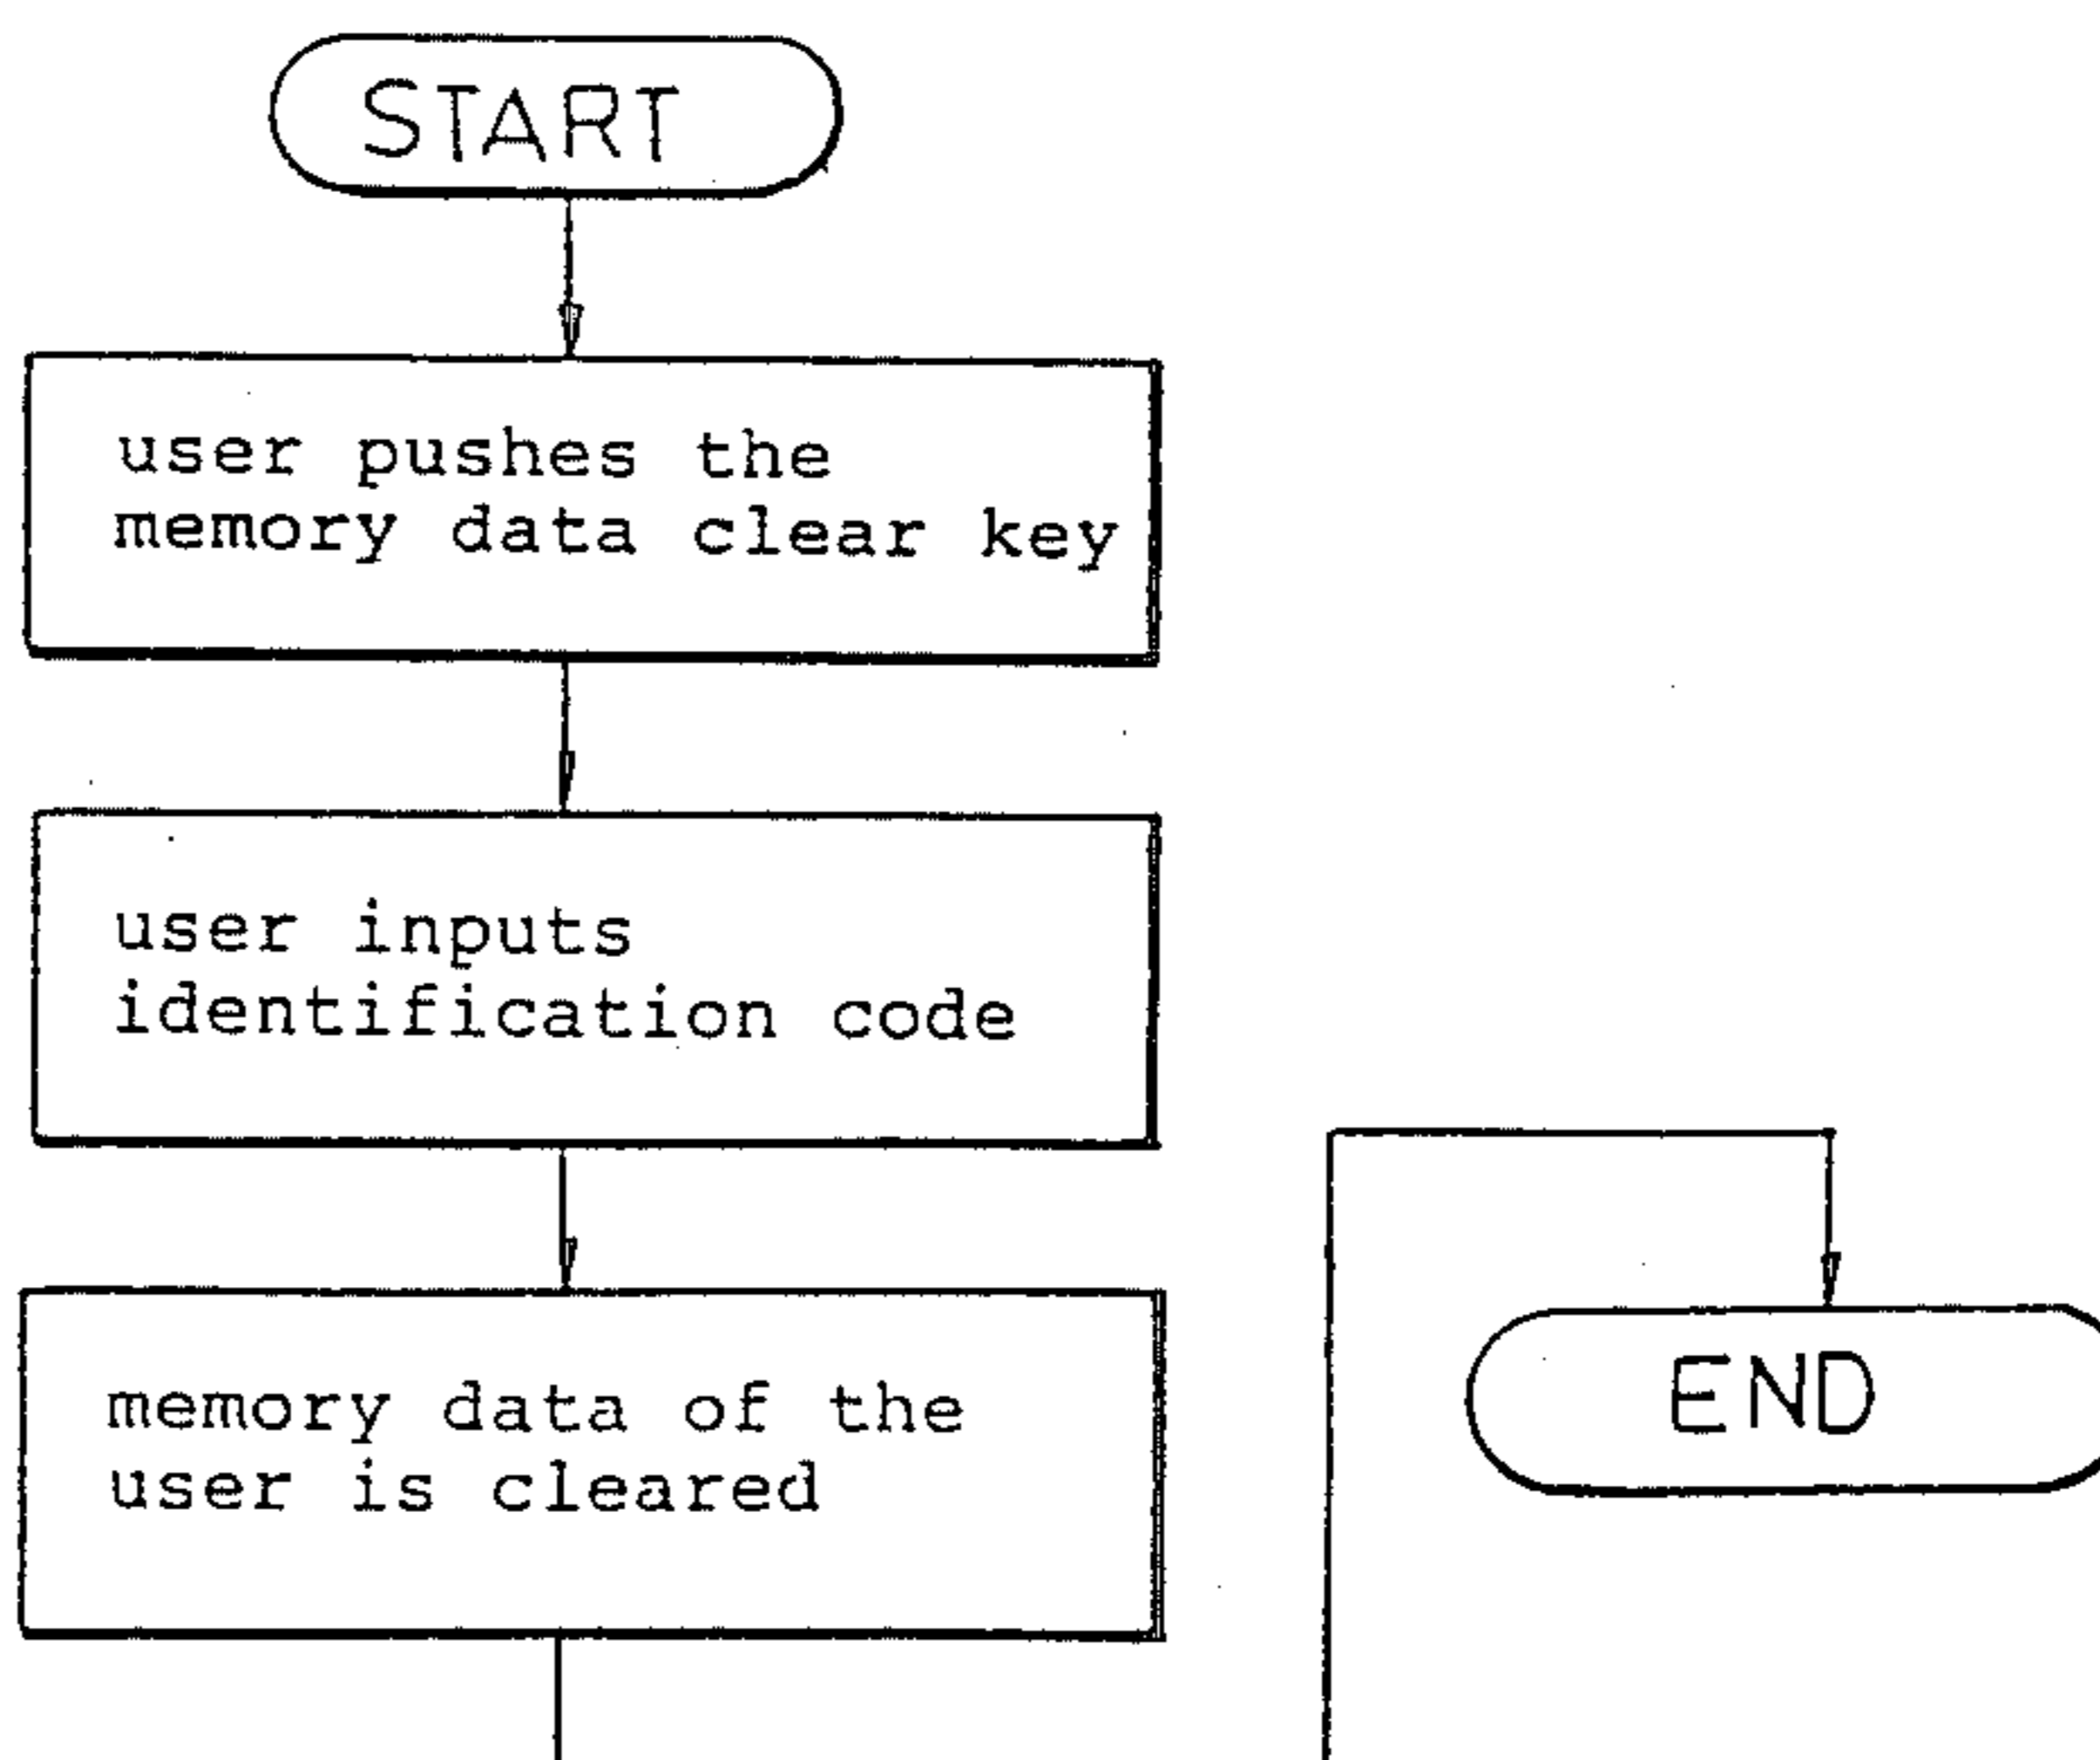 START
user pushes the
memory data clear key
user inputs
identification code
memory data of the
user is cleared
END